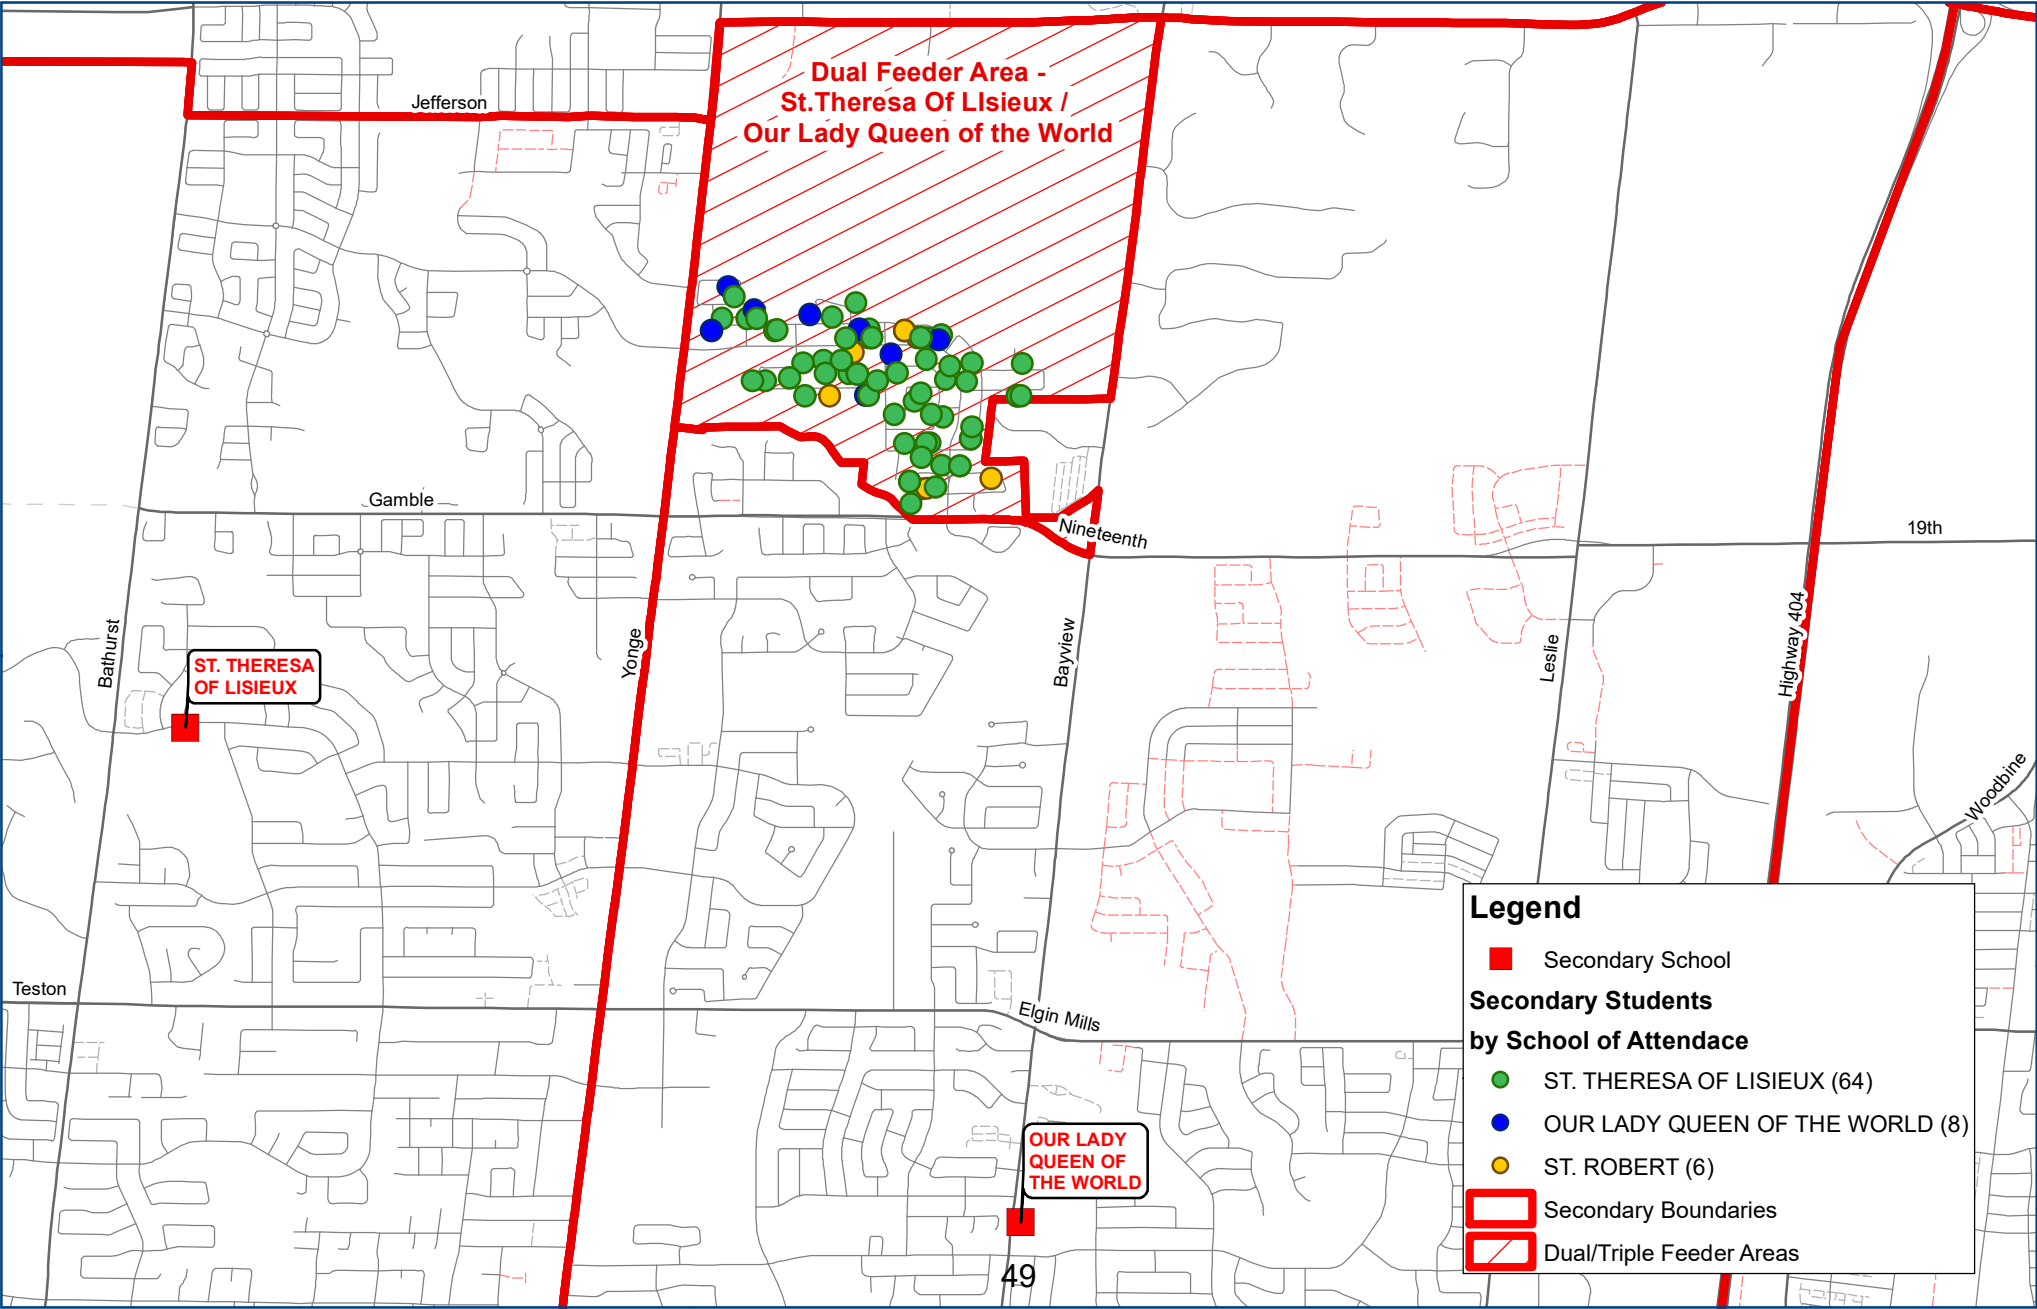 Dual Feeder Area -
St.Theresa Of LIsieux /
Our Lady Queen of the World
Jefferson
Gamble
Nineteenth
19th
Bathurst
Yonge
Bayview
Leslie
Highway 404
Woodbine
ST. THERESA
OF LISIEUX
Teston
Elgin Mills
OUR LADY
QUEEN OF
THE WORLD
49
Legend
Secondary School
Secondary Students
by School of Attendace
ST. THERESA OF LISIEUX (64)
OUR LADY QUEEN OF THE WORLD (8)
ST. ROBERT (6)
Secondary Boundaries
Dual/Triple Feeder Areas